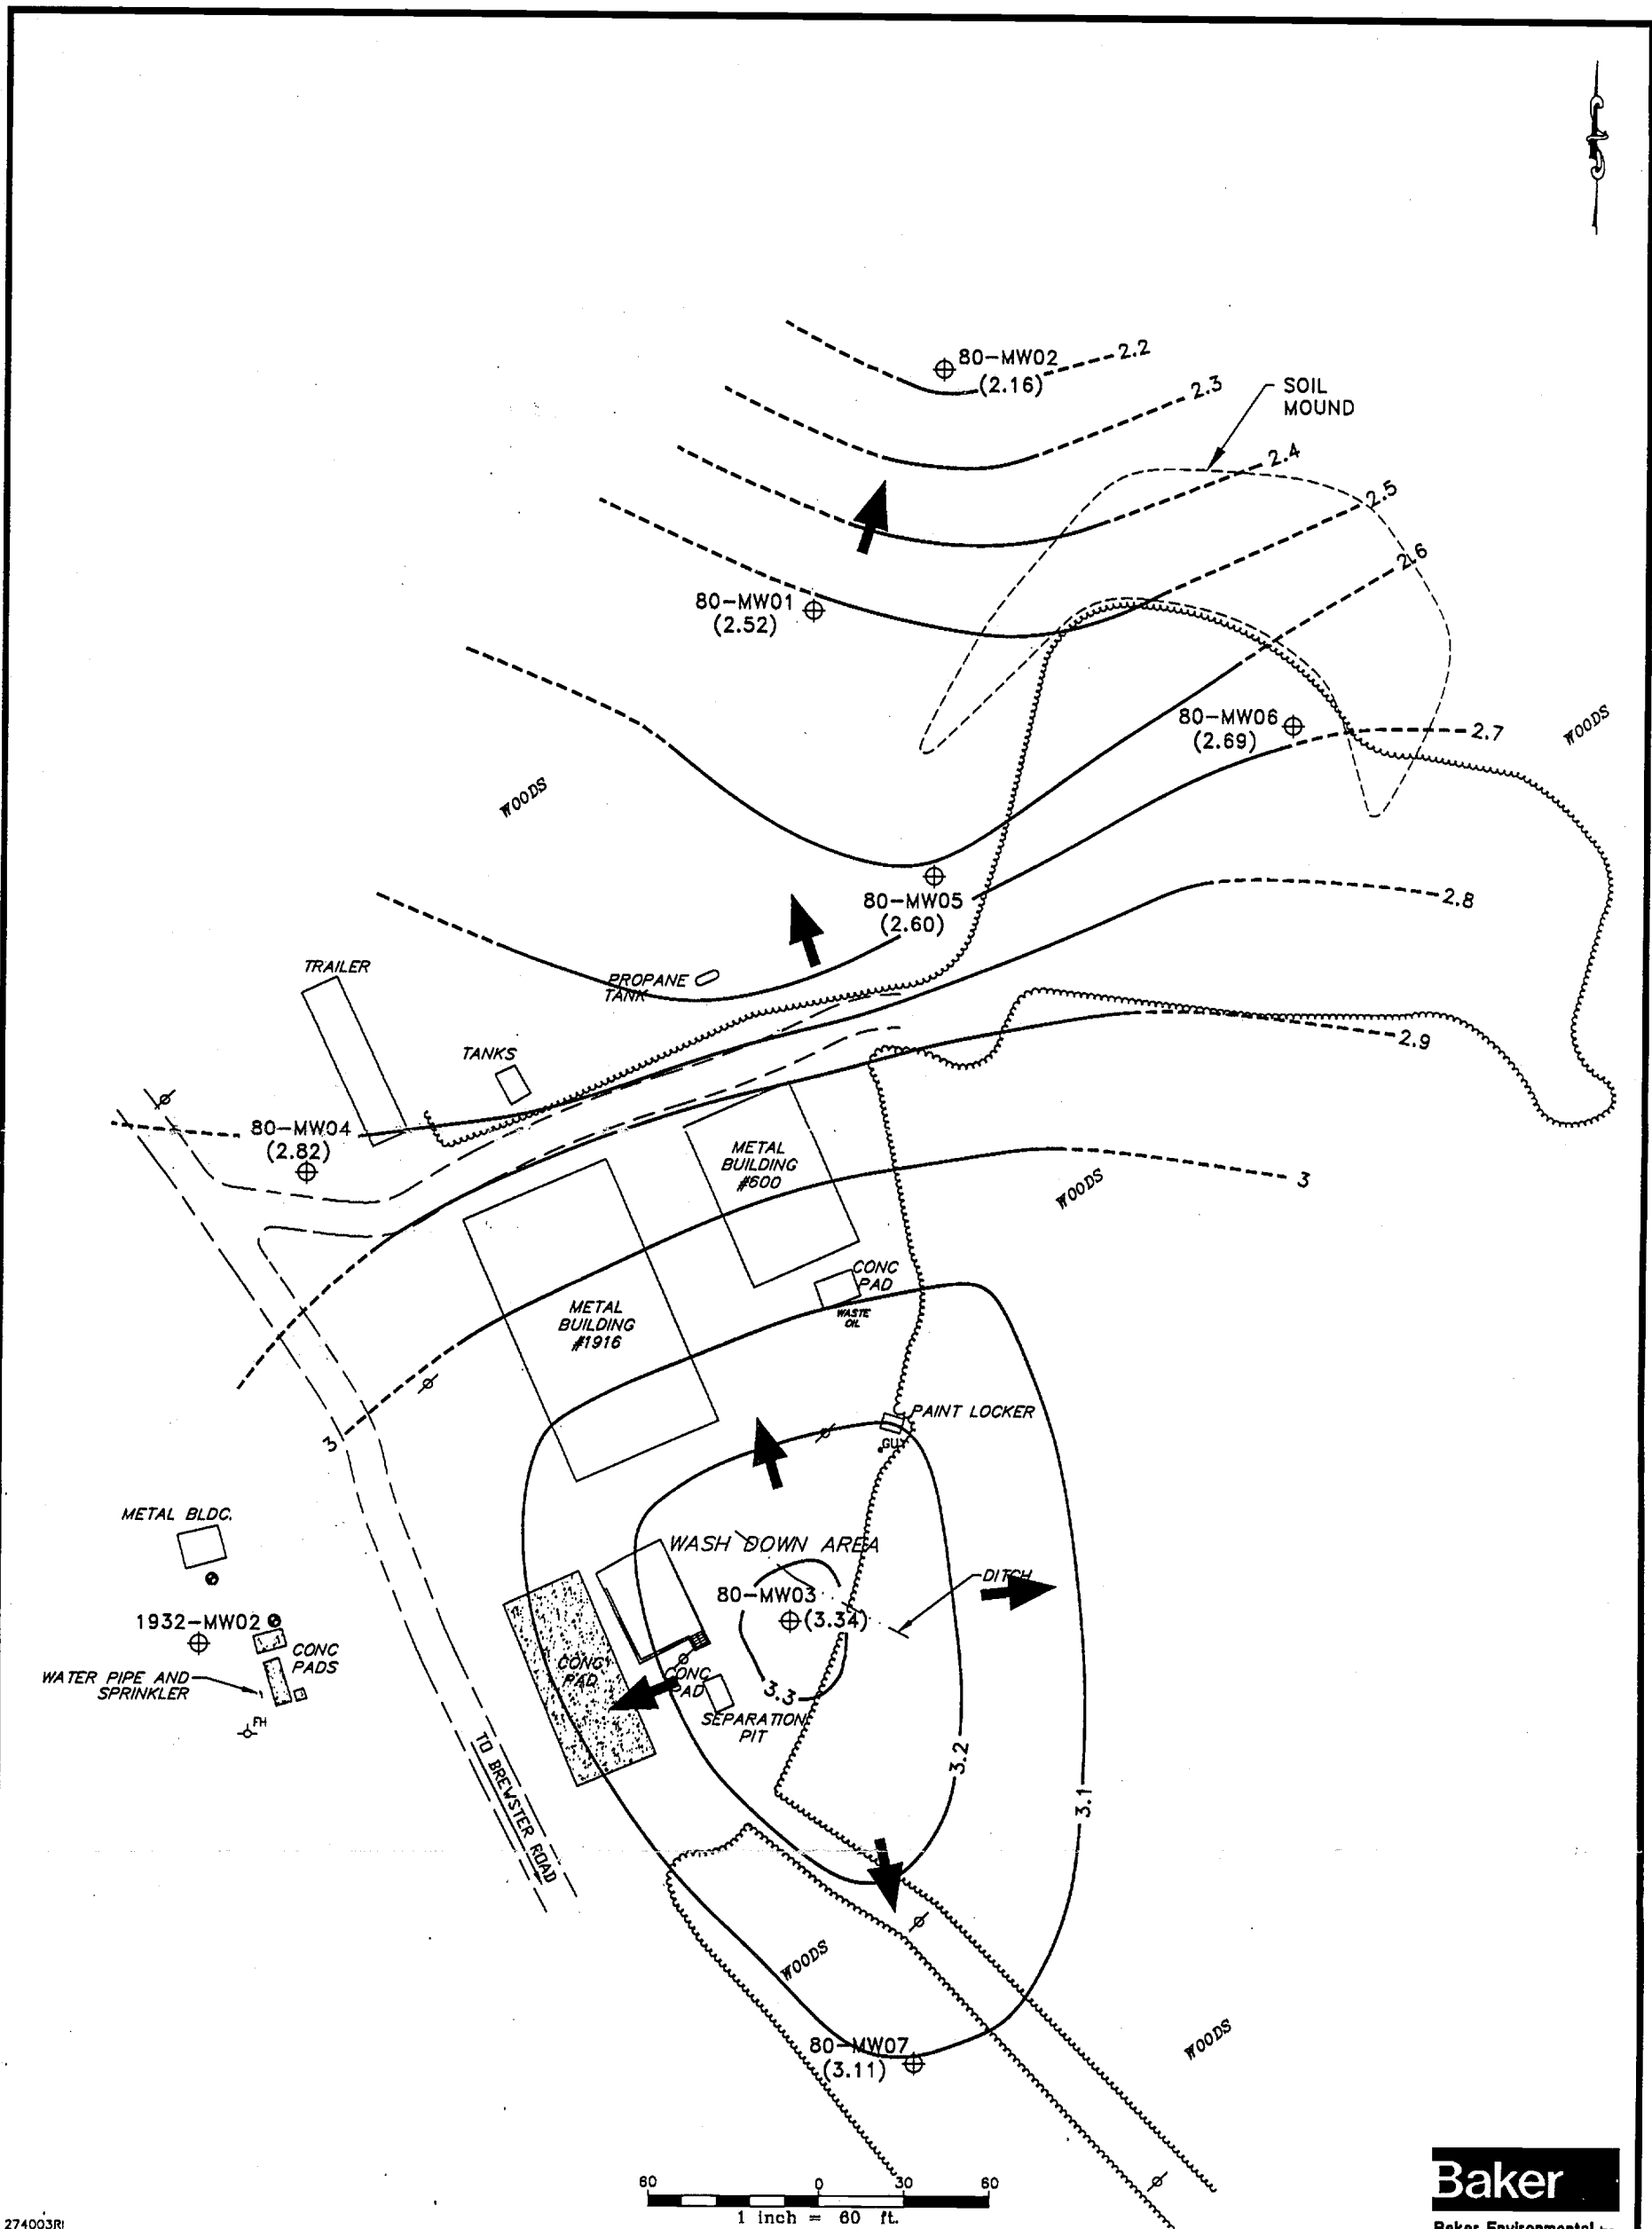 80-MW02
(2.16)
2.2
2.3
SOIL
MOUND
2.4
2.5
2.6
80-MW01
(2.52)
80-MW06
(2.69)
2.7
WOODS
WOODS
80-MW05
(2.60)
2.8
TRAILER
PROPANE
TANK
TANKS
2.9
80-MW04
(2.82)
METAL
BUILDING
#600
WOODS
3
CONC
PAD
WASTE
OIL
METAL
BUILDING
#1916
PAINT LOCKER
GUY
3
METAL BLDG.
WASH DOWN AREA
DITCH
80-MW03
(3.34)
1932-MW02
CONC
PADS
WATER PIPE AND
SPRINKLER
FH
CONC
PAD
CONC
PAD
3.3
SEPARATION
PIT
TO BREWSTER ROAD
3.2
3.1
WOODS
WOODS
80-MW07
(3.11)
60 0 30 60
1 inch = 60 ft.
Baker
Baker Environmental
274003RI